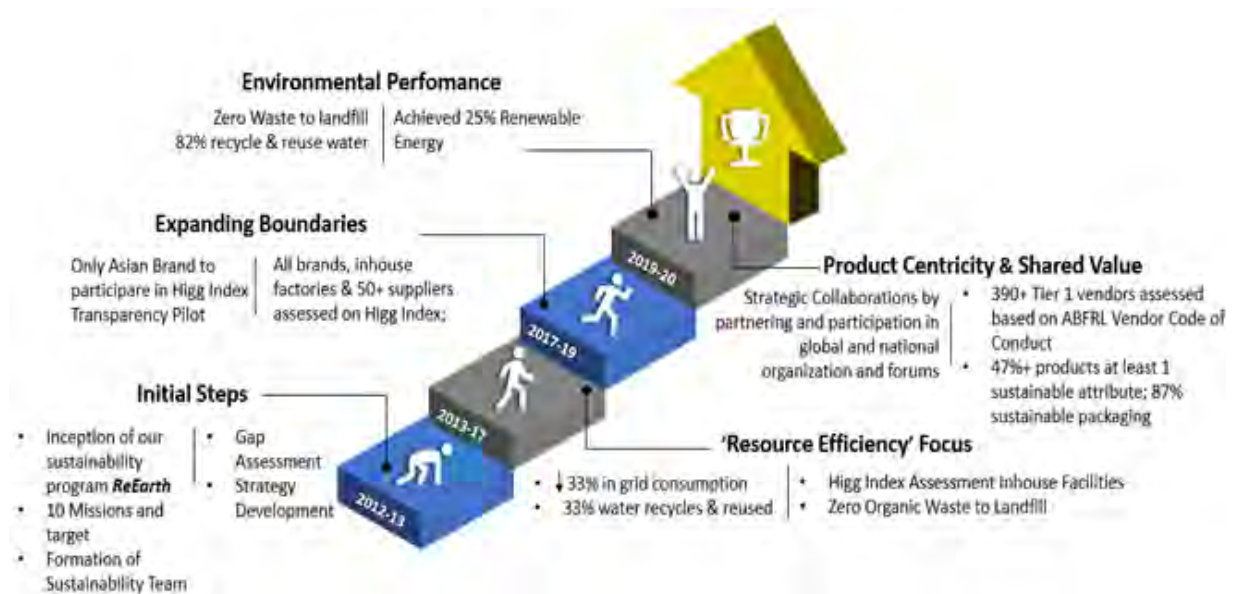 Environmental Perfomance
Zero Waste to landfill
82% recycle & reuse water
Achieved 25% Renewable
Energy
Expanding Boundaries
Only Asian Brand to
participare in Higg Index
Transparency Pilot
All brands, inhouse
factories & 50+ suppliers
assessed on Higg Index;
2019-20
Product Centricity & Shared Value
Strategic Collaborations by
partnering and participation in
global and national
organization and forums
• 390+ Tier 1 vendors assessed
based on ABFRL Vendor Code of
Conduct
• 47%+ products at least 1
sustainable attribute; 87%
sustainable packaging
2017-19
Initial Steps
• Inception of our
sustainability
program ReEarth
• 10 Missions and
target
• Formation of
Sustainability Team
• Gap
Assessment
• Strategy
Development
2013-17
2012-13
'Resource Efficiency' Focus
• ↓33% in grid consumption
• 33% water recycles & reused
• Higg Index Assessment Inhouse Facilities
• Zero Organic Waste to Landfill